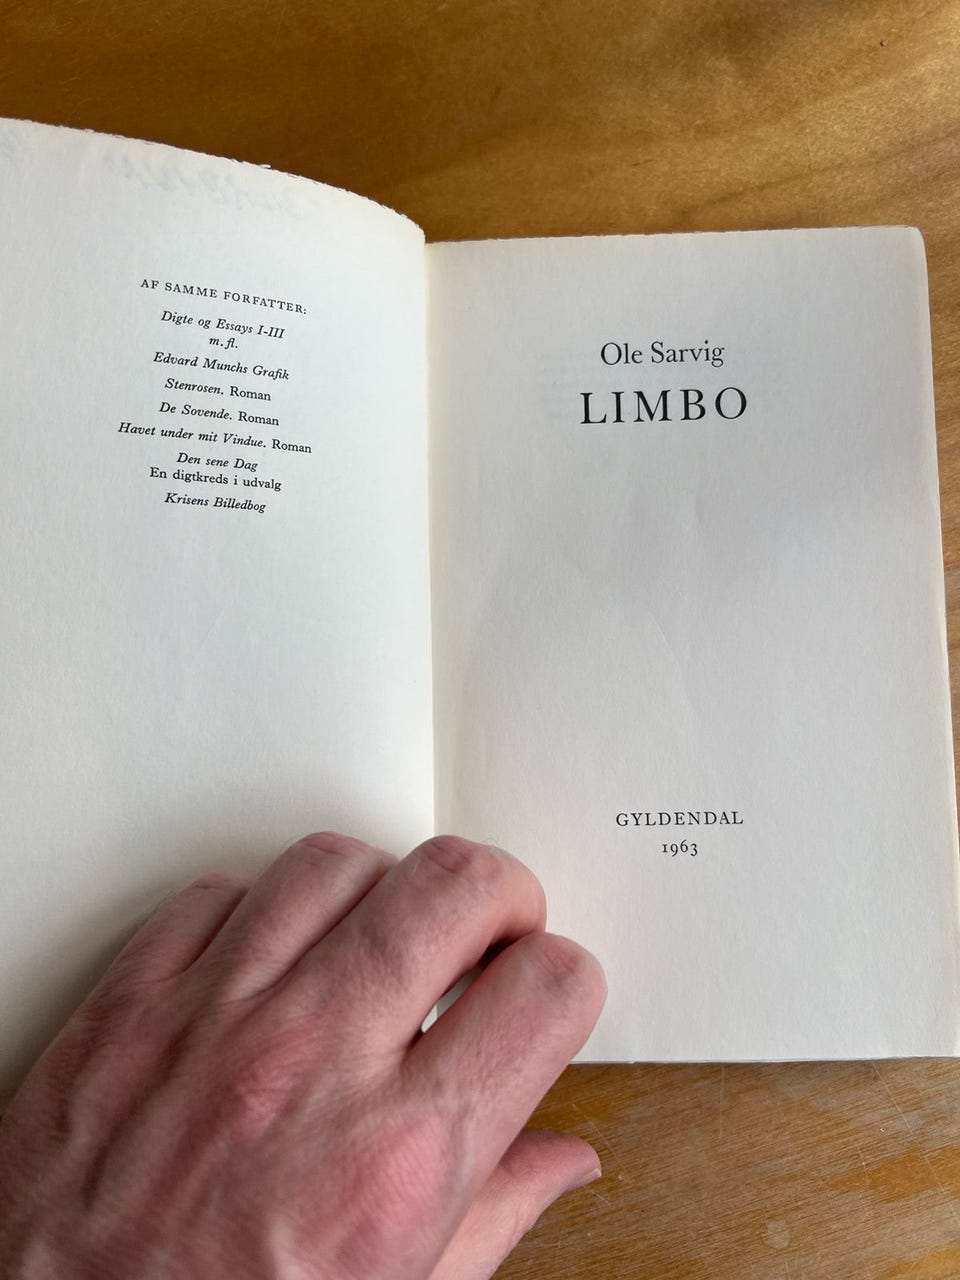 AF SAMME FORFATTER:
Digte og Essays I-III
m. fl.
Edvard Munchs Grafik
Stenrosen. Roman
De Sovende. Roman
Havet under mit Vindue. Roman
Den sene Dag
En digtkreds i udvalg
Krisens Billedbog
Ole Sarvig
LIMBO
GYLDENDAL
1963